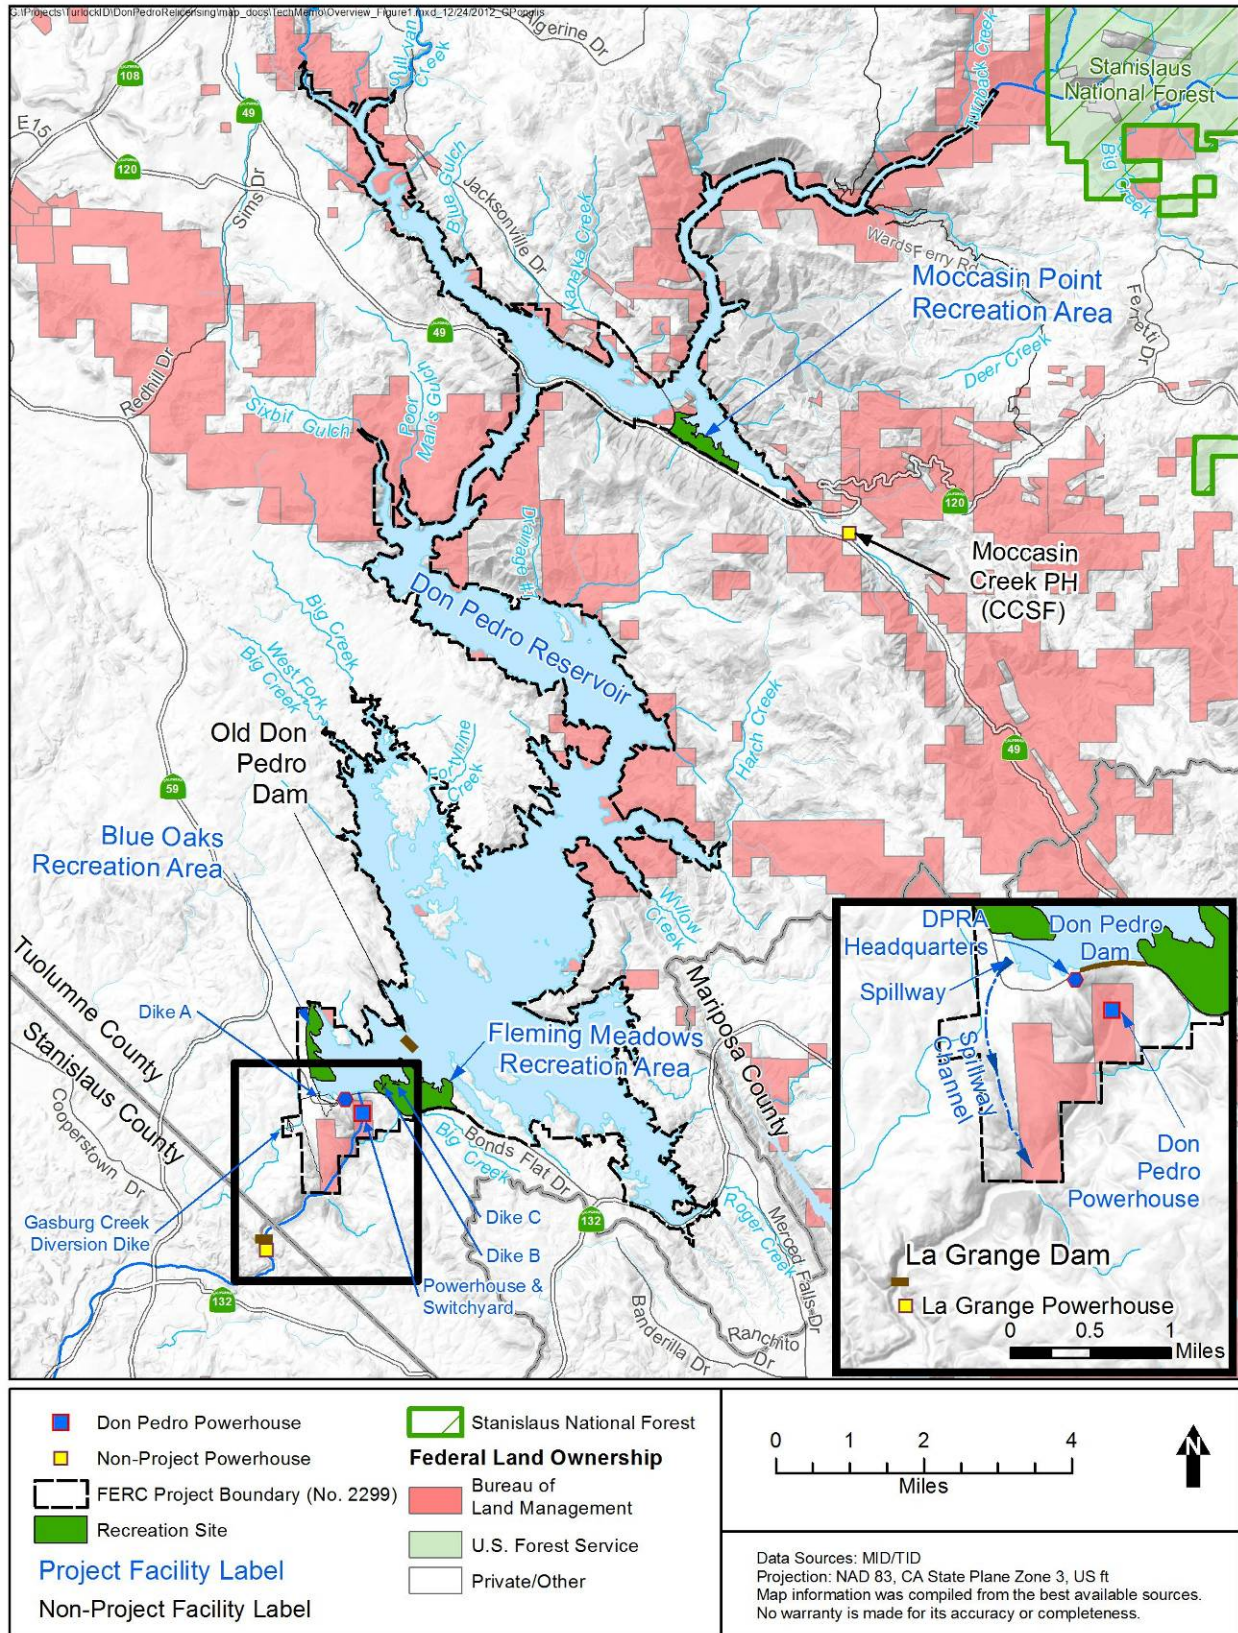 G:\Projects\TurlockID\DonPedroRelicensing\map_docs\TechMemo\Overview_Figure1.mxd_12/24/2012_GPopolis
Algerine Dr
Sullivan
Creek
Turnback Creek
Stanislaus
National Forest
Big
Creek
108
49
E15
120
Sims Dr
Blue Gulch
Jacksonville Dr
Kanaka Creek
Wards Ferry Rd
Moccasin Point
Recreation Area
Ferretti Dr
Deer Creek
49
Redhill Dr
Sixbit Gulch
Poor
Man's Gulch
Drainage #1
120
Moccasin
Creek PH
(CCSF)
Don Pedro Reservoir
Big Creek
West Fork
Big Creek
Old Don
Pedro
Dam
Fortynine
Creek
Hatch Creek
49
59
Blue Oaks
Recreation Area
Willow
Creek
Tuolumne County
Stanislaus County
Mariposa County
Dike A
Fleming Meadows
Recreation Area
Cooperstown Dr
Big
Creek
Bonds Flat Dr
Gasburg Creek
Diversion Dike
Dike C
Dike B
132
Roger Creek
Merced Falls Dr
Powerhouse &
Switchyard
132
Banderilla Dr
Ranchito
Dr
DPRA
Headquarters
Don Pedro
Dam
Spillway
Spillway
Channel
Don
Pedro
Powerhouse
La Grange Dam
La Grange Powerhouse
0 0.5 1
Miles
Don Pedro Powerhouse
Non-Project Powerhouse
FERC Project Boundary (No. 2299)
Recreation Site
Project Facility Label
Non-Project Facility Label
Stanislaus National Forest
Federal Land Ownership
Bureau of
Land Management
U.S. Forest Service
Private/Other
0 1 2 4
Miles
N
Data Sources: MID/TID
Projection: NAD 83, CA State Plane Zone 3, US ft
Map information was compiled from the best available sources.
No warranty is made for its accuracy or completeness.